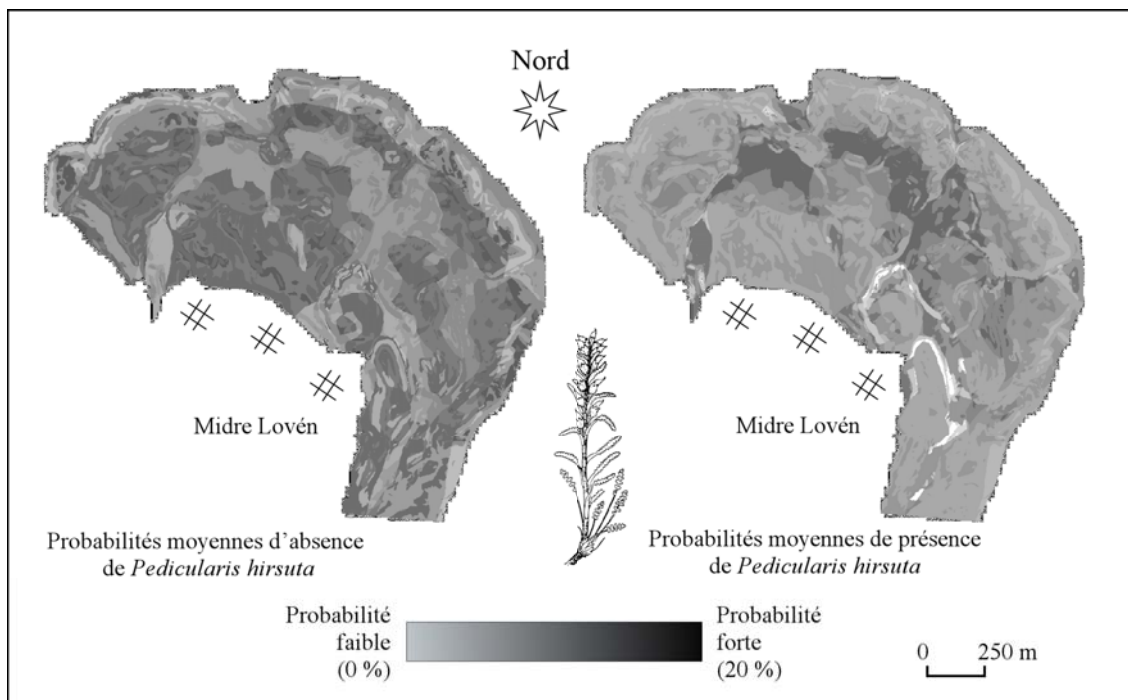 Nord
Midre Lovén
Midre Lovén
Probabilités moyennes d'absence
de Pedicularis hirsuta
Probabilités moyennes de présence
de Pedicularis hirsuta
Probabilité
faible
(0 %)
Probabilité
forte
(20 %)
0 250 m